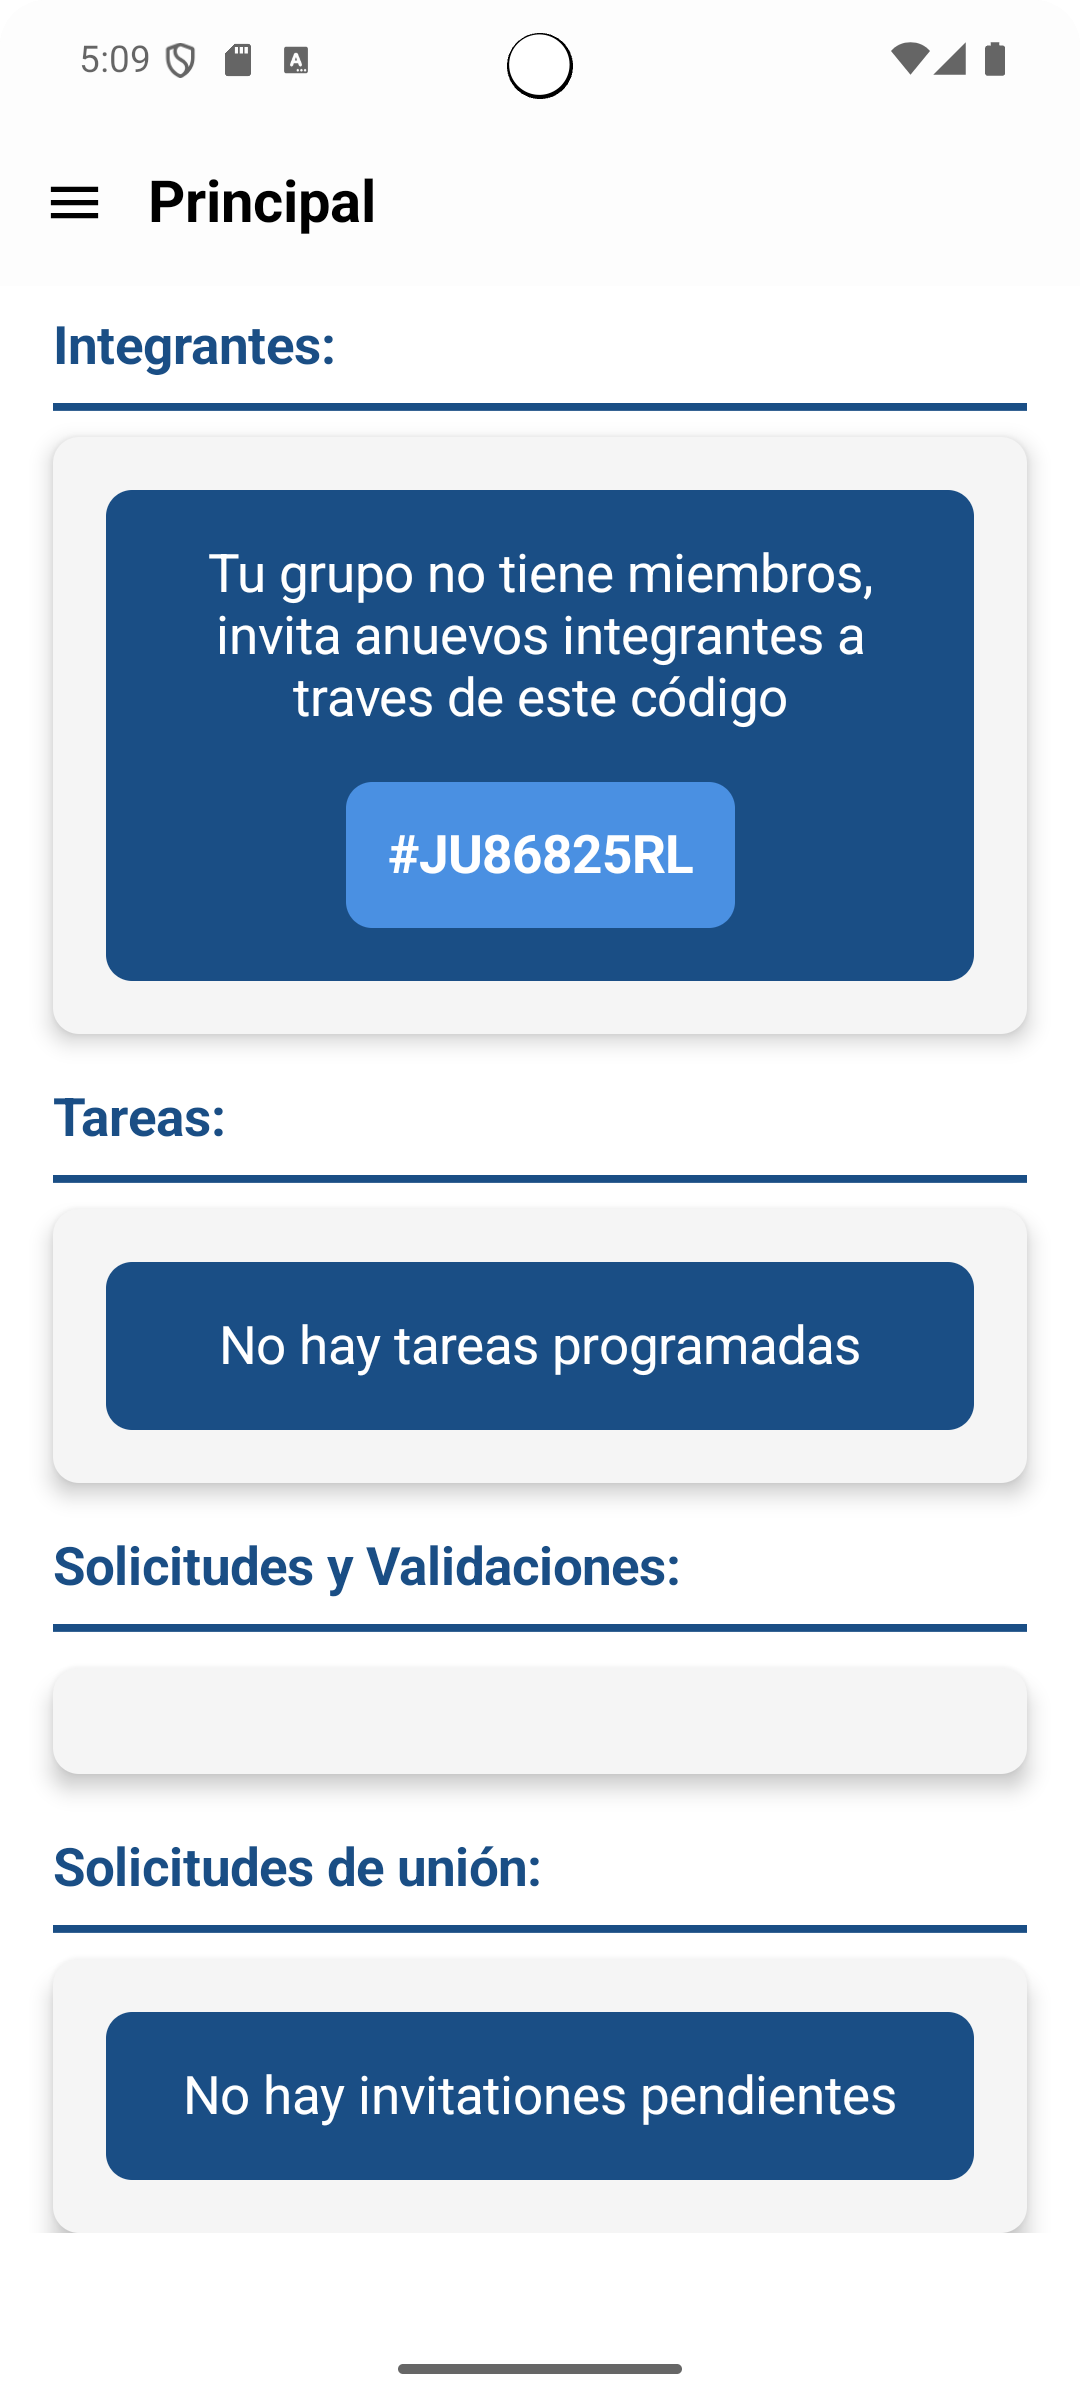 5:09
Principal
Integrantes:
Tu grupo no tiene miembros,
invita anuevos integrantes a
traves de este código
#JU86825RL
Tareas:
No hay tareas programadas
Solicitudes y Validaciones:
Solicitudes de unión:
No hay invitationes pendientes